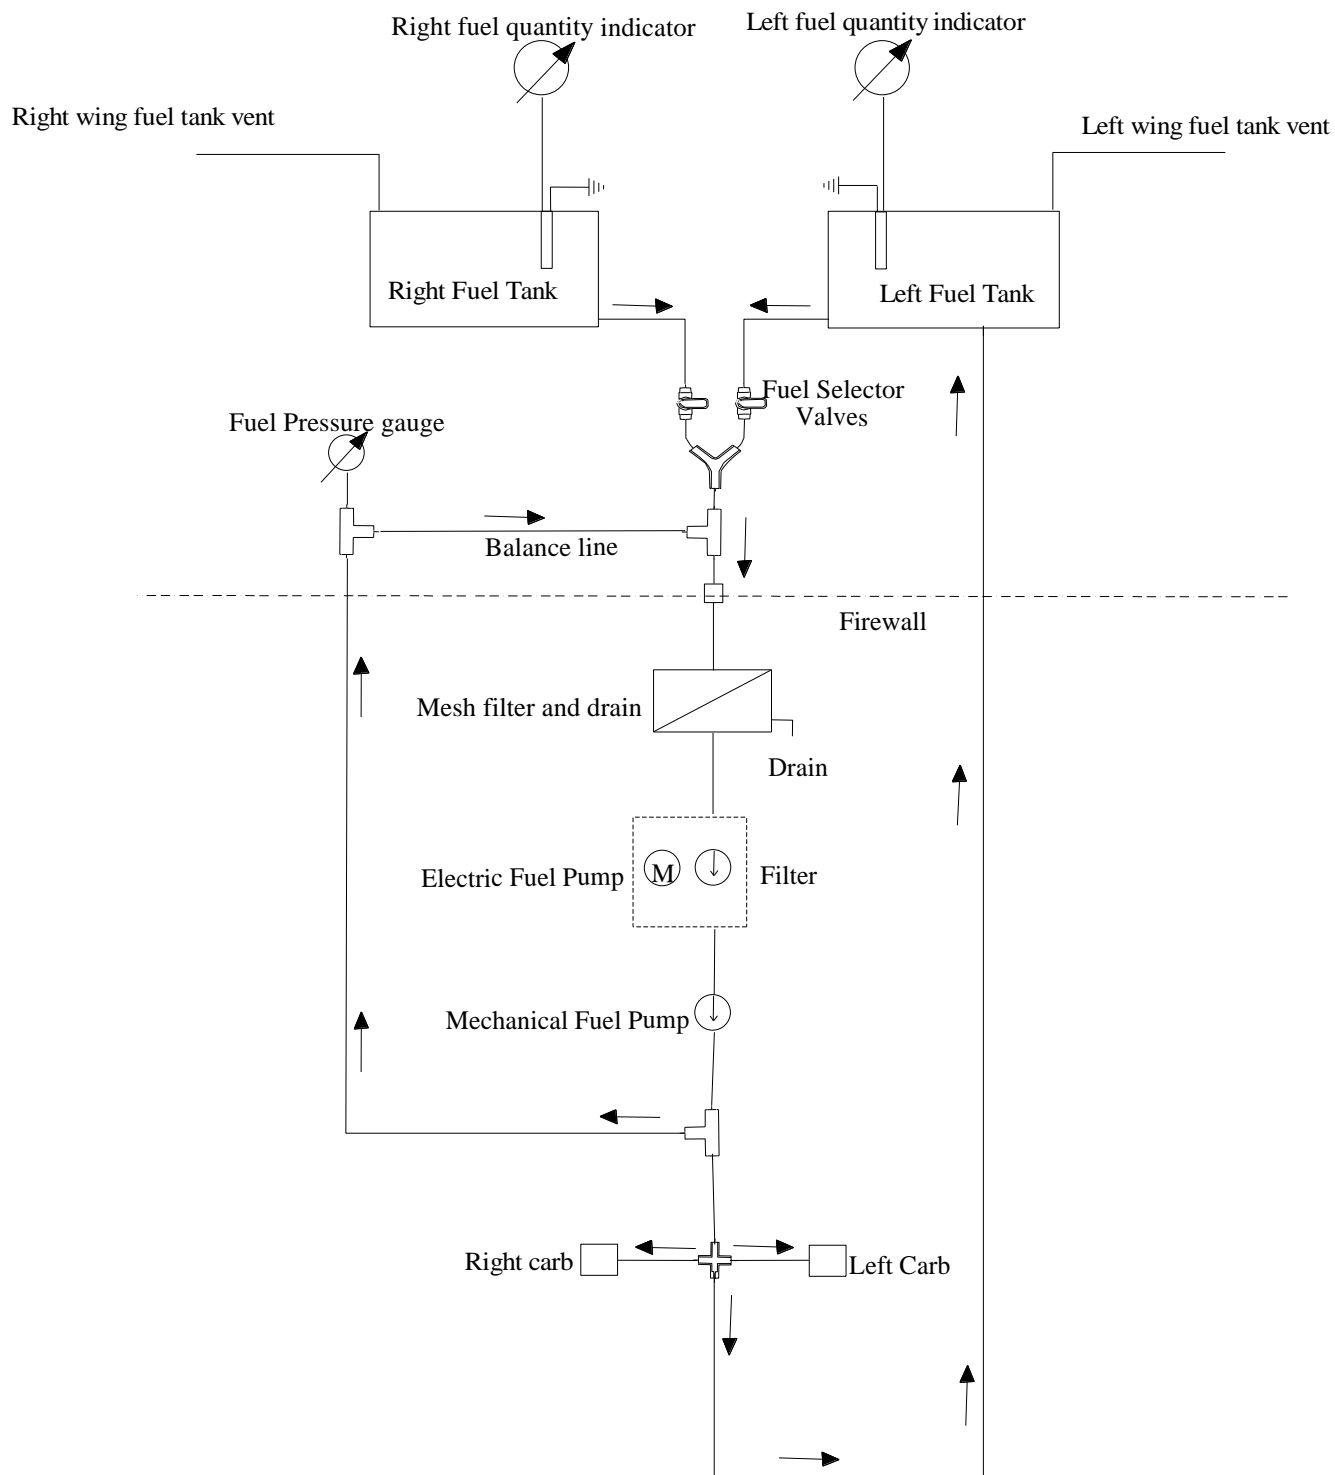 Right fuel quantity indicator
Left fuel quantity indicator
Right wing fuel tank vent
Left wing fuel tank vent
Right Fuel Tank
Left Fuel Tank
Fuel Selector
Valves
Fuel Pressure gauge
Balance line
Firewall
Mesh filter and drain
Drain
Electric Fuel Pump
M
Filter
Mechanical Fuel Pump
Right carb
Left Carb